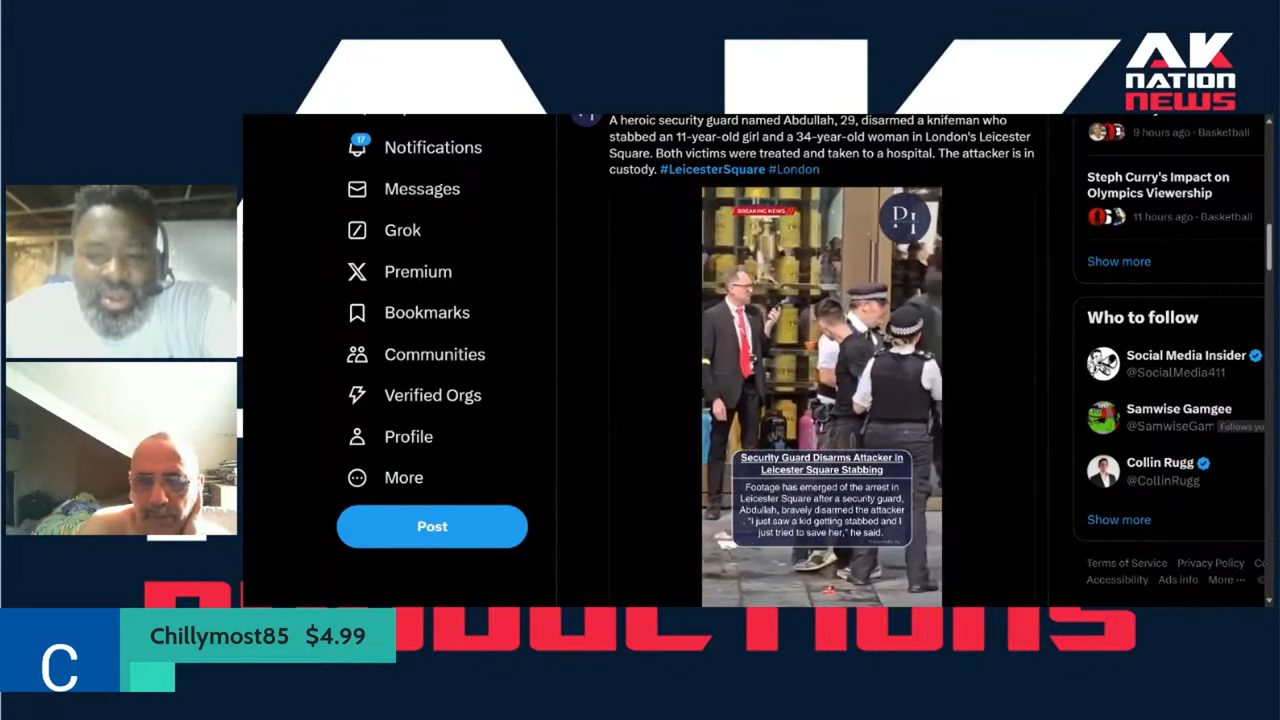 AK
NATION
NEWS
A heroic security guard named Abdullah, 29, disarmed a knifeman who
stabbed an 11-year-old girl and a 34-year-old woman in London's Leicester
Square. Both victims were treated and taken to a hospital. The attacker is in
custody. #LeicesterSquare #London
17
Notifications
Messages
Grok
Premium
Bookmarks
Communities
Verified Orgs
Profile
More
Post
BREAKING NEWS
PI
Security Guard Disarms Attacker in
Leicester Square Stabbing
Footage has emerged of the arrest in
Leicester Square after a security guard,
Abdullah, bravely disarmed the attacker
. "I just saw a kid getting stabbed and I
just tried to save her," he said.
9 hours ago · Basketball
Steph Curry's Impact on
Olympics Viewership
11 hours ago · Basketball
Show more
Who to follow
Social Media Insider
@SocialMedia411
Samwise Gamgee
@SamwiseGam Follows yo
Collin Rugg
@CollinRugg
Show more
Terms of Service Privacy Policy
Accessibility Ads info More ···
Chillymost85 $4.99
C